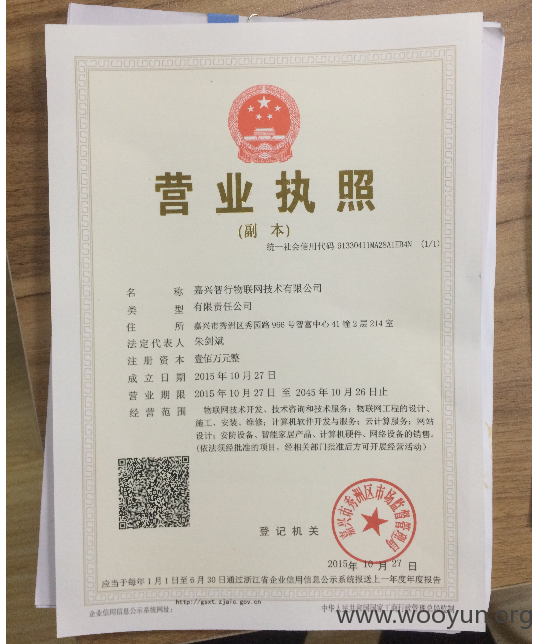 营业执照
(副 本)
统一社会信用代码 91330411MA28A1ER4N (1/1)
名 称 嘉兴智行物联网技术有限公司
类 型 有限责任公司
住 所 嘉兴市秀洲区秀园路 966 号智富中心 41 幢 2 层 214 室
法定代表人 朱剑斌
注 册 资 本 壹佰万元整
成 立 日 期 2015 年 10 月 27 日
营 业 期 限 2015 年 10 月 27 日 至 2045 年 10 月 26 日止
经 营 范 围 物联网技术开发、技术咨询和技术服务；物联网工程的设计、
施工、安装、维修；计算机软件开发与服务；云计算服务；网站
设计；安防设备、智能家居产品、计算机硬件、网络设备的销售。
(依法须经批准的项目，经相关部门批准后方可开展经营活动)
嘉兴市秀洲区市场监督管理局
登 记 机 关
2015年 10 月 27 日
应当于每年1月1日至6月30日通过浙江省企业信用信息公示系统报送上一年度年度报告
http://gsxt.zjaic.gov.cn
企业信用信息公示系统网址：
中华人民共和国国家工商行政管理总局监制
www.wooyun.org